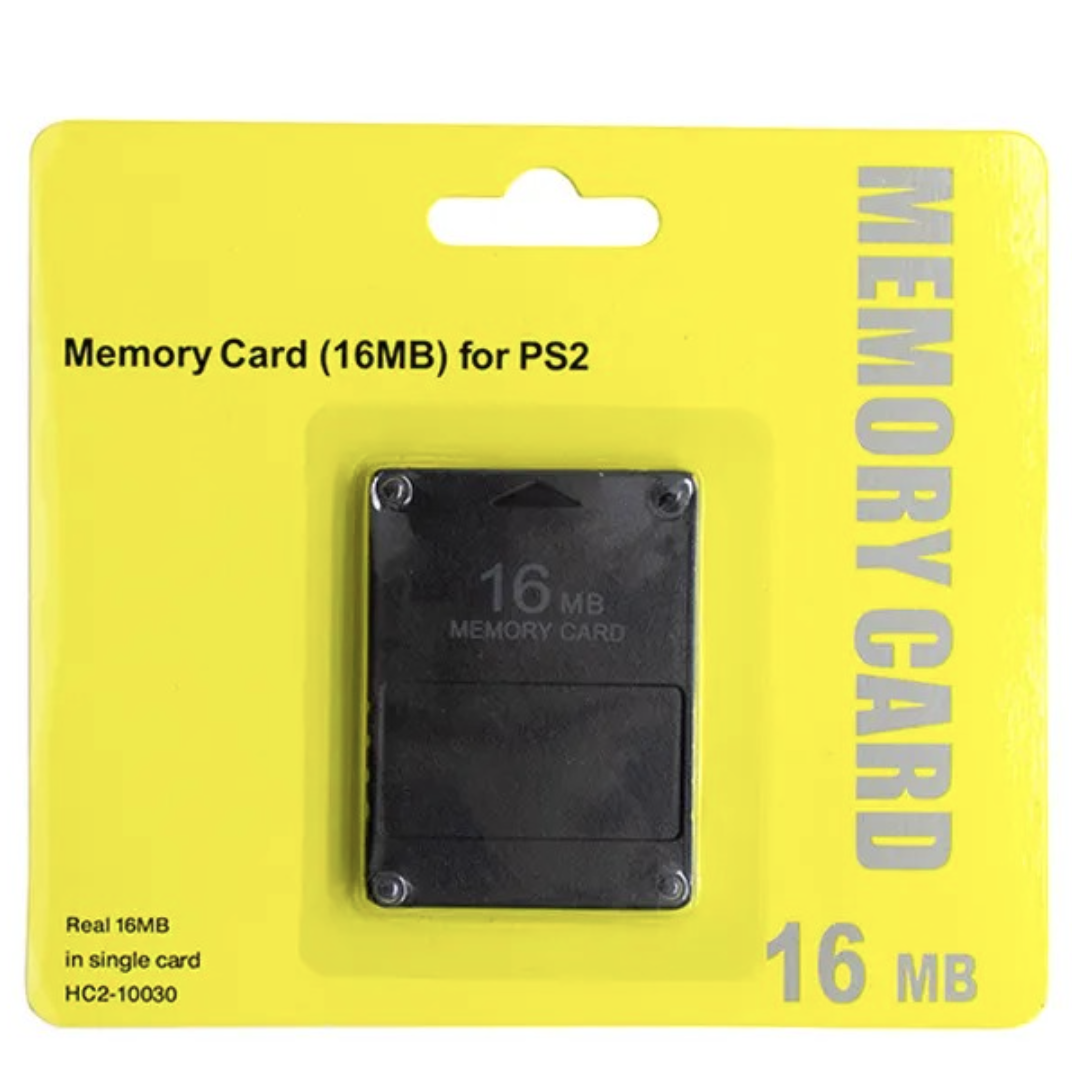 Memory Card (16MB) for PS2
MEMORY CARD
16 MB
MEMORY CARD
Real 16MB
in single card
HC2-10030
16 MB